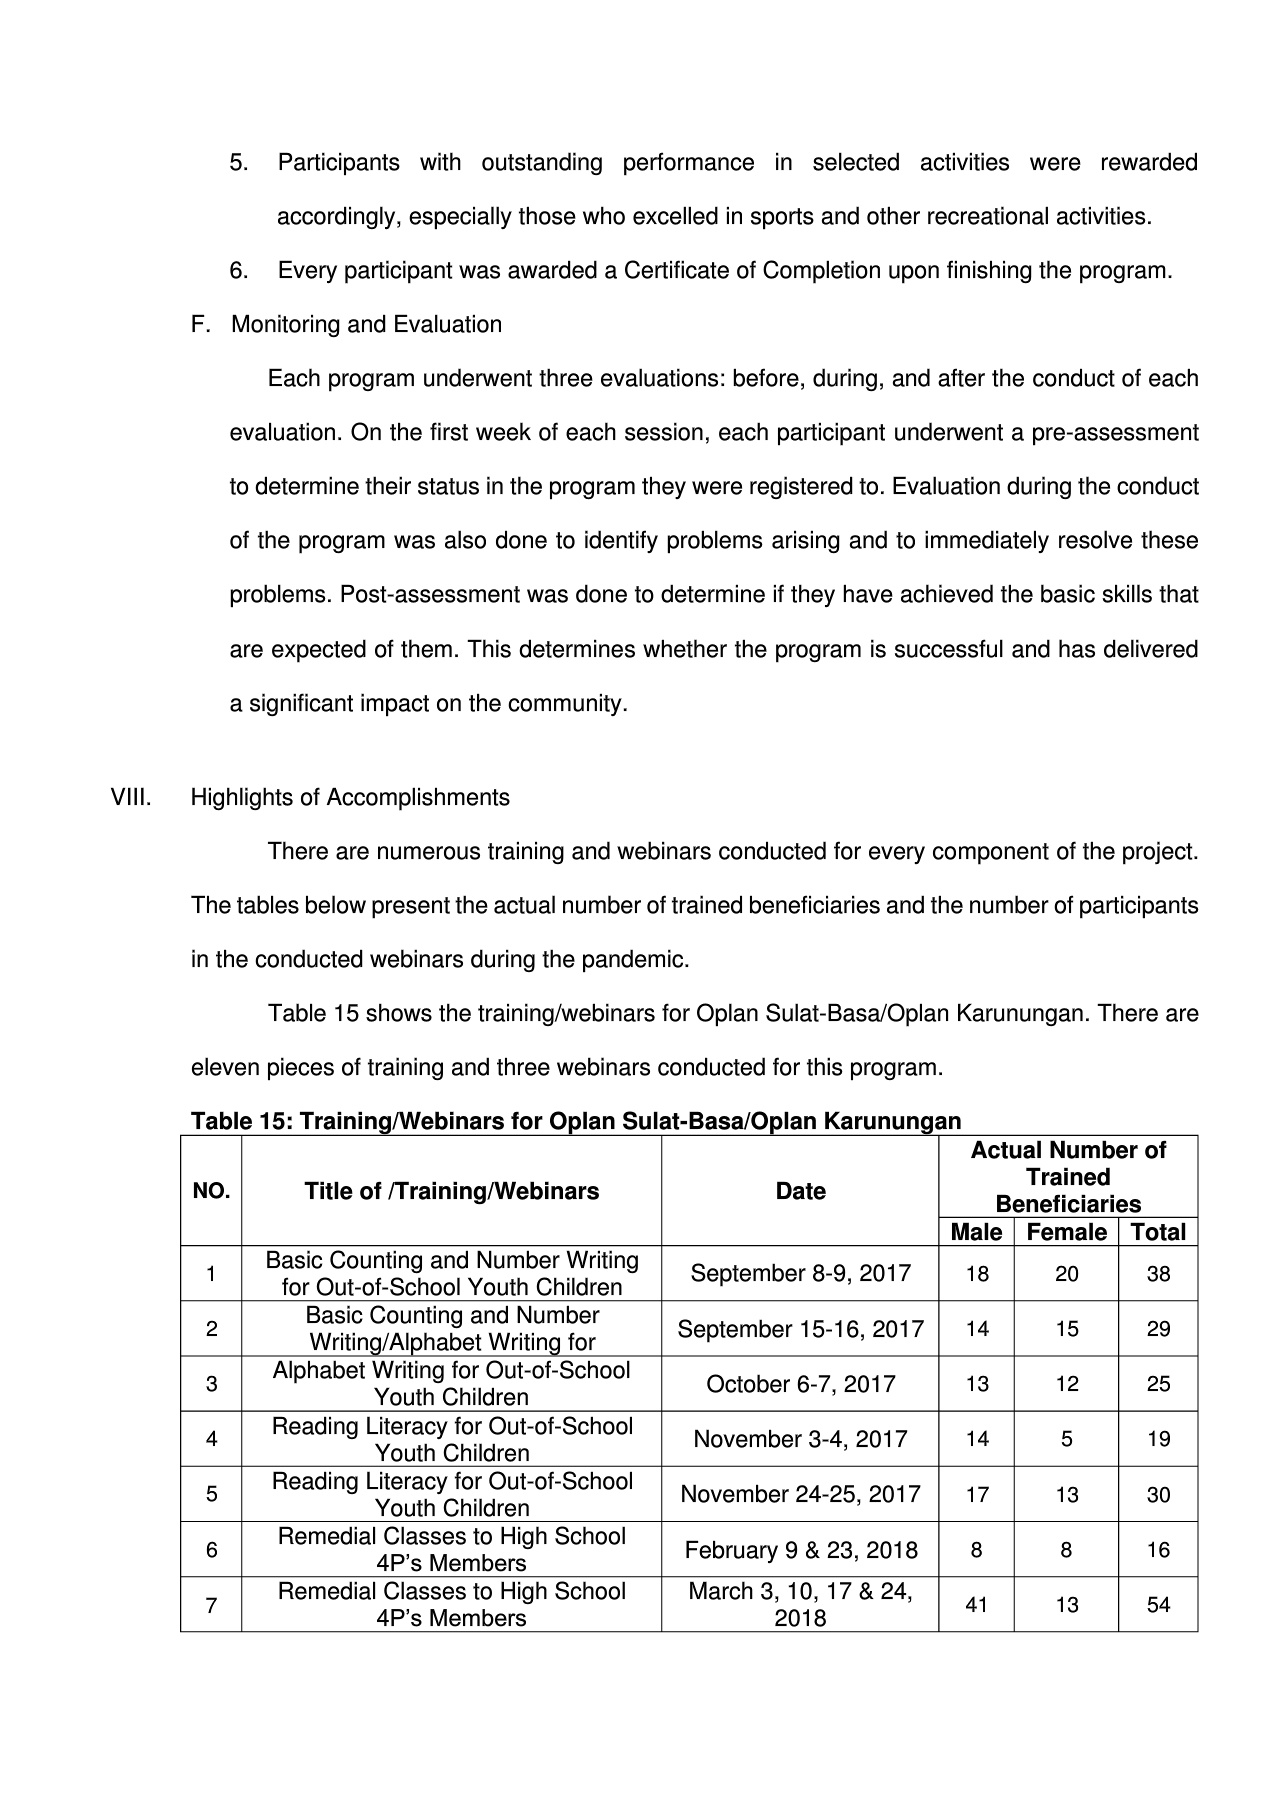 5. Participants with outstanding performance in selected activities were rewarded
accordingly, especially those who excelled in sports and other recreational activities.
6. Every participant was awarded a Certificate of Completion upon finishing the program.
F. Monitoring and Evaluation
Each program underwent three evaluations: before, during, and after the conduct of each
evaluation. On the first week of each session, each participant underwent a pre-assessment
to determine their status in the program they were registered to. Evaluation during the conduct
of the program was also done to identify problems arising and to immediately resolve these
problems. Post-assessment was done to determine if they have achieved the basic skills that
are expected of them. This determines whether the program is successful and has delivered
a significant impact on the community.
VIII. Highlights of Accomplishments
There are numerous training and webinars conducted for every component of the project.
The tables below present the actual number of trained beneficiaries and the number of participants
in the conducted webinars during the pandemic.
Table 15 shows the training/webinars for Oplan Sulat-Basa/Oplan Karunungan. There are
eleven pieces of training and three webinars conducted for this program.
Table 15: Training/Webinars for Oplan Sulat-Basa/Oplan Karunungan
NO. Title of /Training/Webinars Date Actual Number of
Trained
Beneficiaries
Male Female Total
1 Basic Counting and Number Writing
for Out-of-School Youth Children September 8-9, 2017 18 20 38
2 Basic Counting and Number
Writing/Alphabet Writing for September 15-16, 2017 14 15 29
3 Alphabet Writing for Out-of-School
Youth Children October 6-7, 2017 13 12 25
4 Reading Literacy for Out-of-School
Youth Children November 3-4, 2017 14 5 19
5 Reading Literacy for Out-of-School
Youth Children November 24-25, 2017 17 13 30
6 Remedial Classes to High School
4P's Members February 9 & 23, 2018 8 8 16
7 Remedial Classes to High School
4P's Members March 3, 10, 17 & 24,
2018 41 13 54